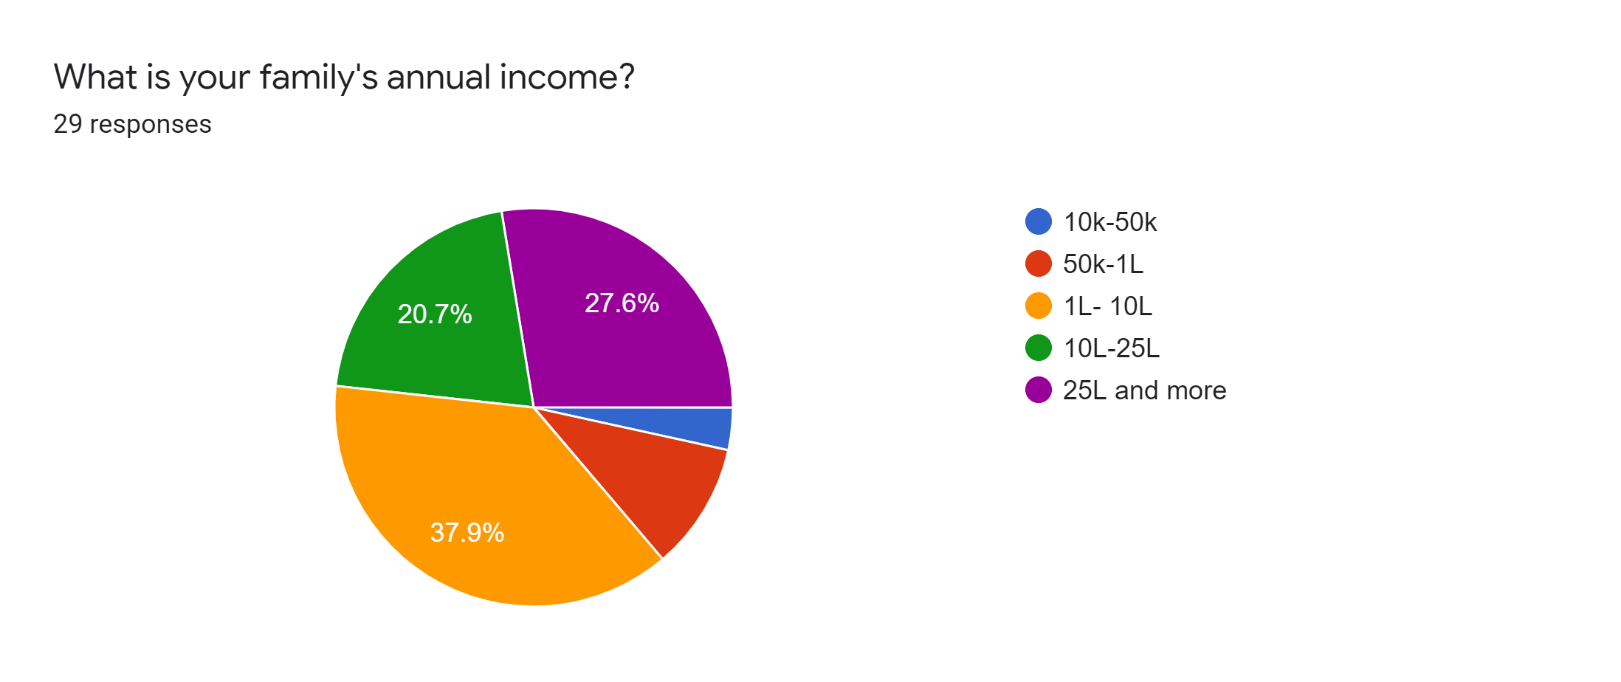 What is your family's annual income?
29 responses
27.6%
20.7%
37.9%
10k-50k
50k-1L
1L- 10L
10L-25L
25L and more